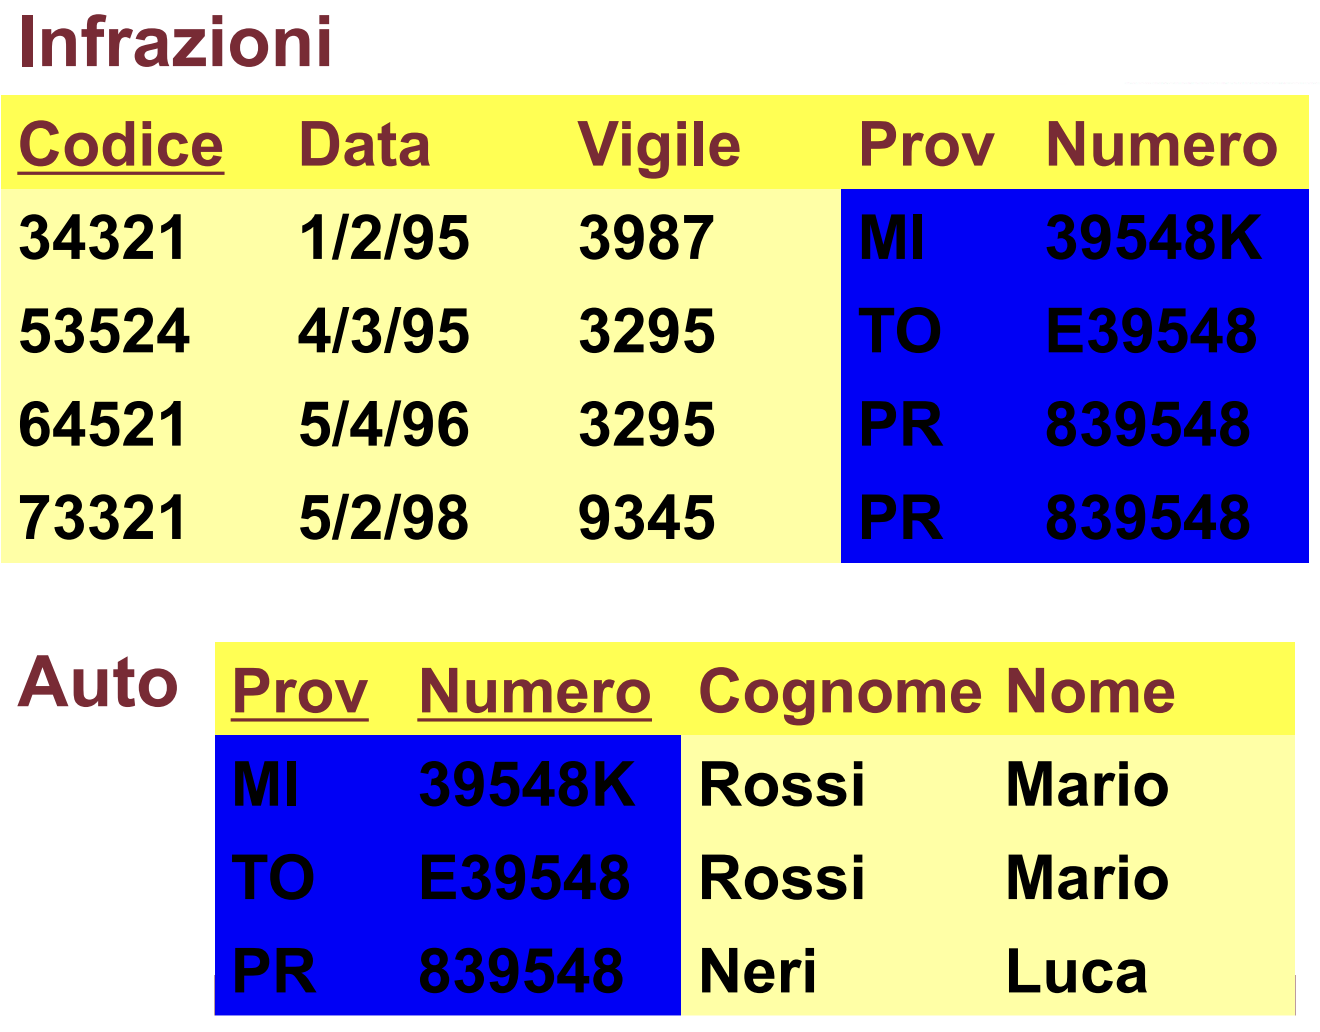 Infrazioni
Codice Data Vigile Prov Numero
34321 1/2/95 3987 MI 39548K
53524 4/3/95 3295 TO E39548
64521 5/4/96 3295 PR 839548
73321 5/2/98 9345 PR 839548
Auto Prov Numero Cognome Nome
MI 39548K Rossi Mario
TO E39548 Rossi Mario
PR 839548 Neri Luca